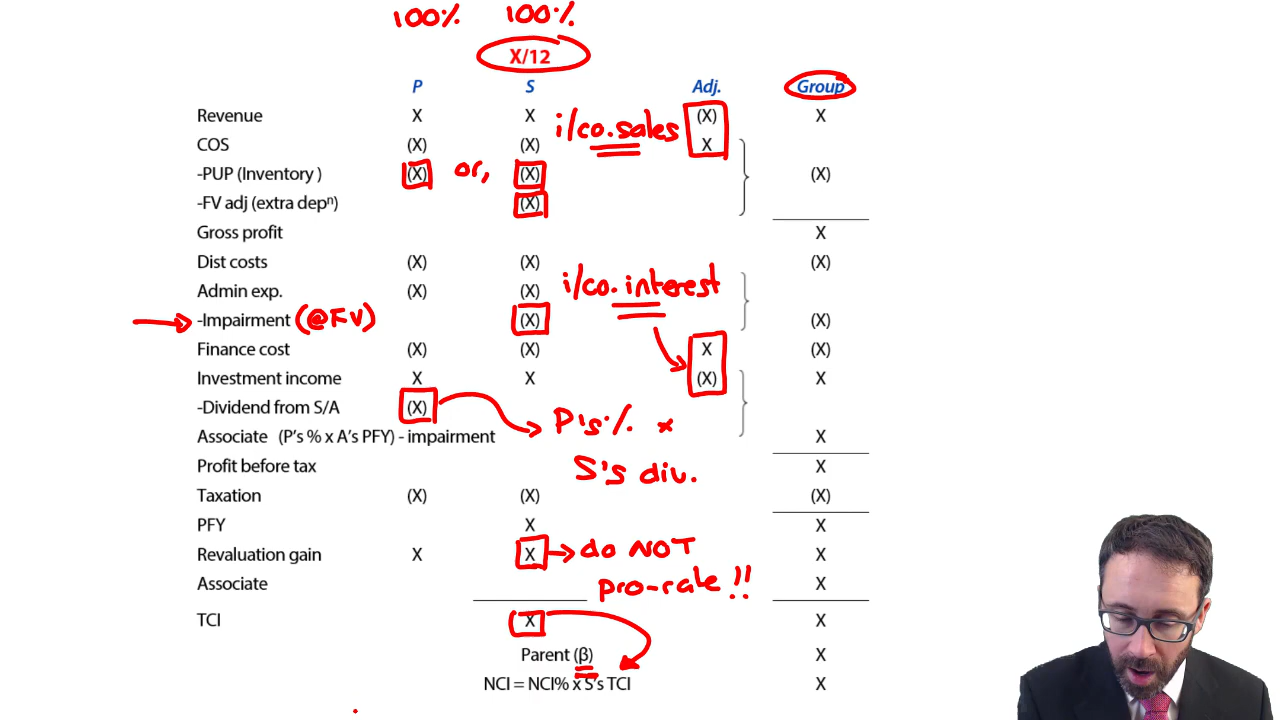 100% 100%
X/12
P S Adj. Group
Revenue X X i/co.sales (X) X
COS (X) (X) X
-PUP (Inventory ) (X) or, (X) (X)
-FV adj (extra depⁿ) (X)
Gross profit X
Dist costs (X) (X) (X)
Admin exp. (X) (X) i/co.interest
-Impairment (@FV) (X) (X)
Finance cost (X) (X) X (X)
Investment income X X (X) X
-Dividend from S/A (X) P's% x
Associate (P's % x A's PFY) - impairment X
Profit before tax S's div. X
Taxation (X) (X) (X)
PFY X X
Revaluation gain X X do NOT X
Associate pro-rate!! X
TCI X X
Parent (β) X
NCI = NCI% x S's TCI X